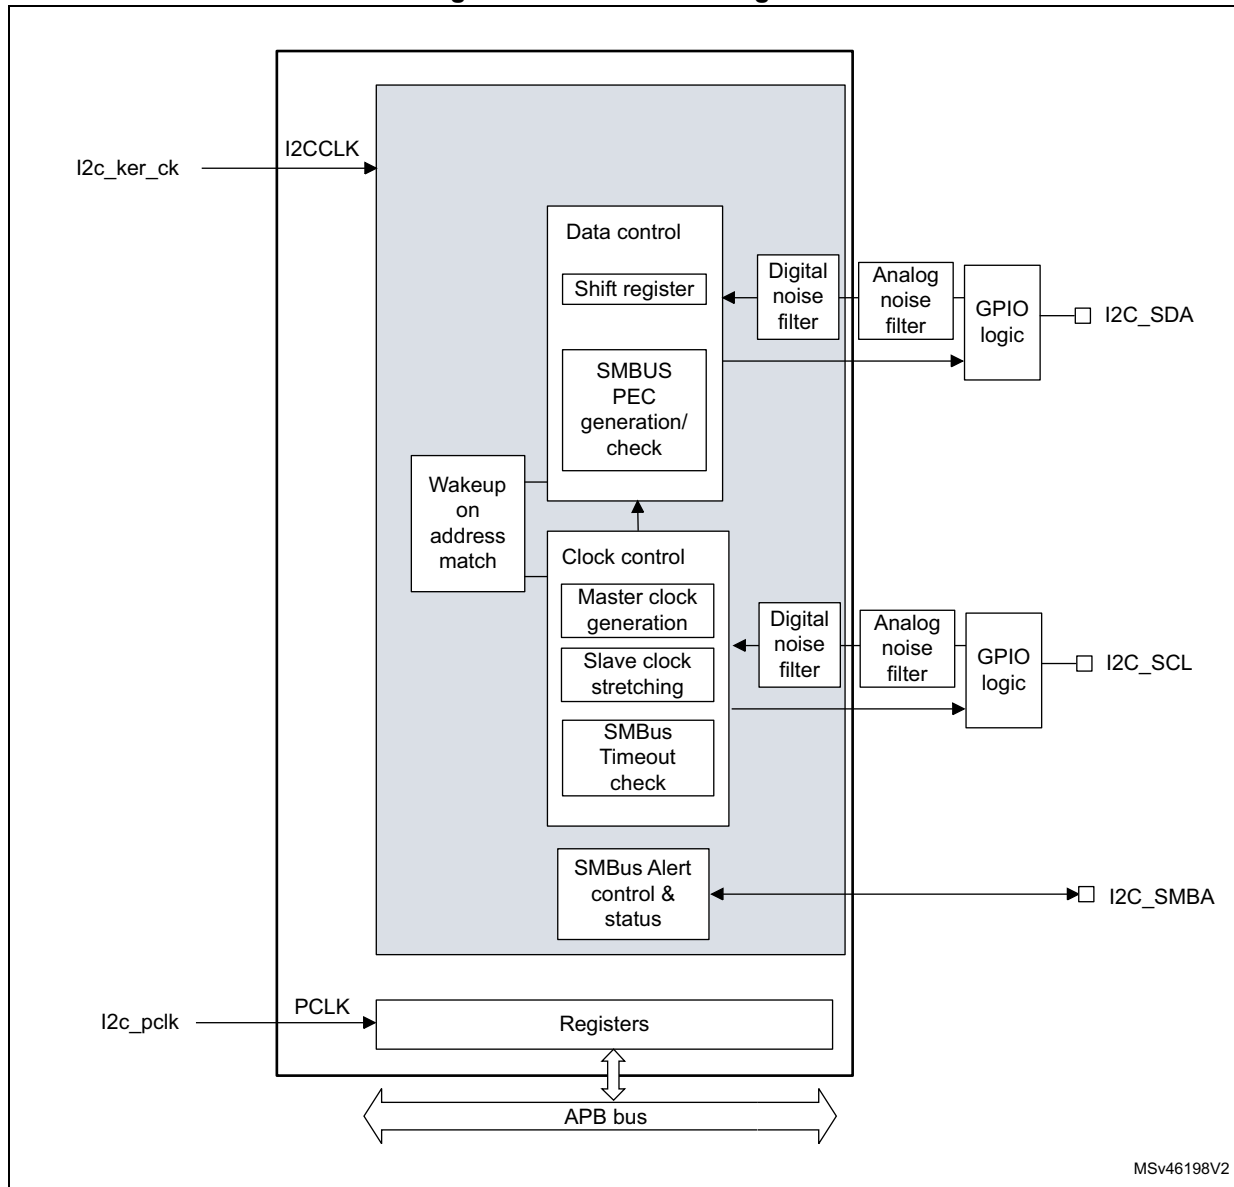 I2CCLK
I2c_ker_ck
Data control
Shift register
SMBUS
PEC
generation/
check
Digital
noise
filter
Analog
noise
filter
GPIO
logic
I2C_SDA
Wakeup
on
address
match
Clock control
Master clock
generation
Slave clock
stretching
SMBus
Timeout
check
Digital
noise
filter
Analog
noise
filter
GPIO
logic
I2C_SCL
SMBus Alert
control &
status
I2C_SMBA
PCLK
I2c_pclk
Registers
APB bus
MSv46198V2